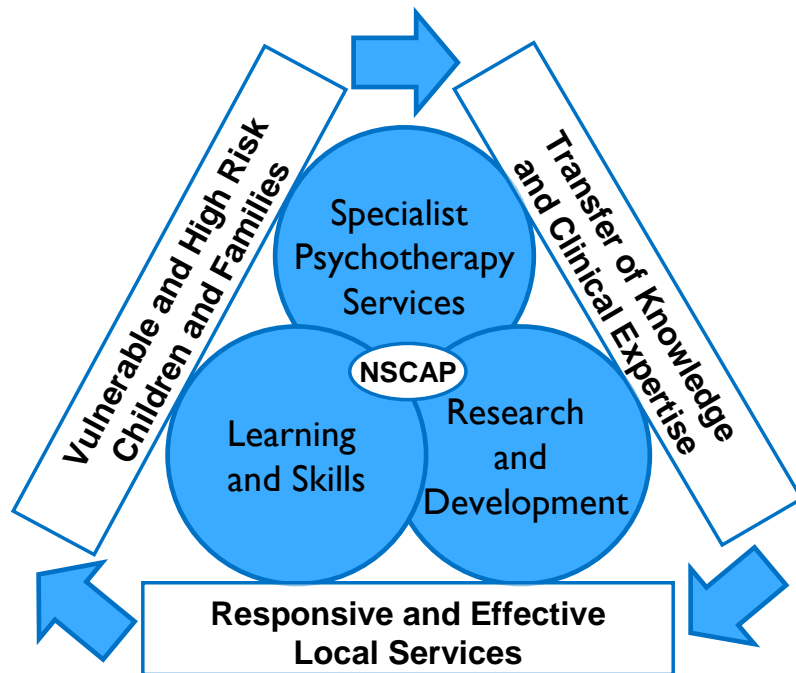 Vulnerable and High Risk
Children and Families
Transfer of Knowledge
and Clinical Expertise
Specialist
Psychotherapy
Services
NSCAP
Learning
and Skills
Research
and
Development
Responsive and Effective
Local Services